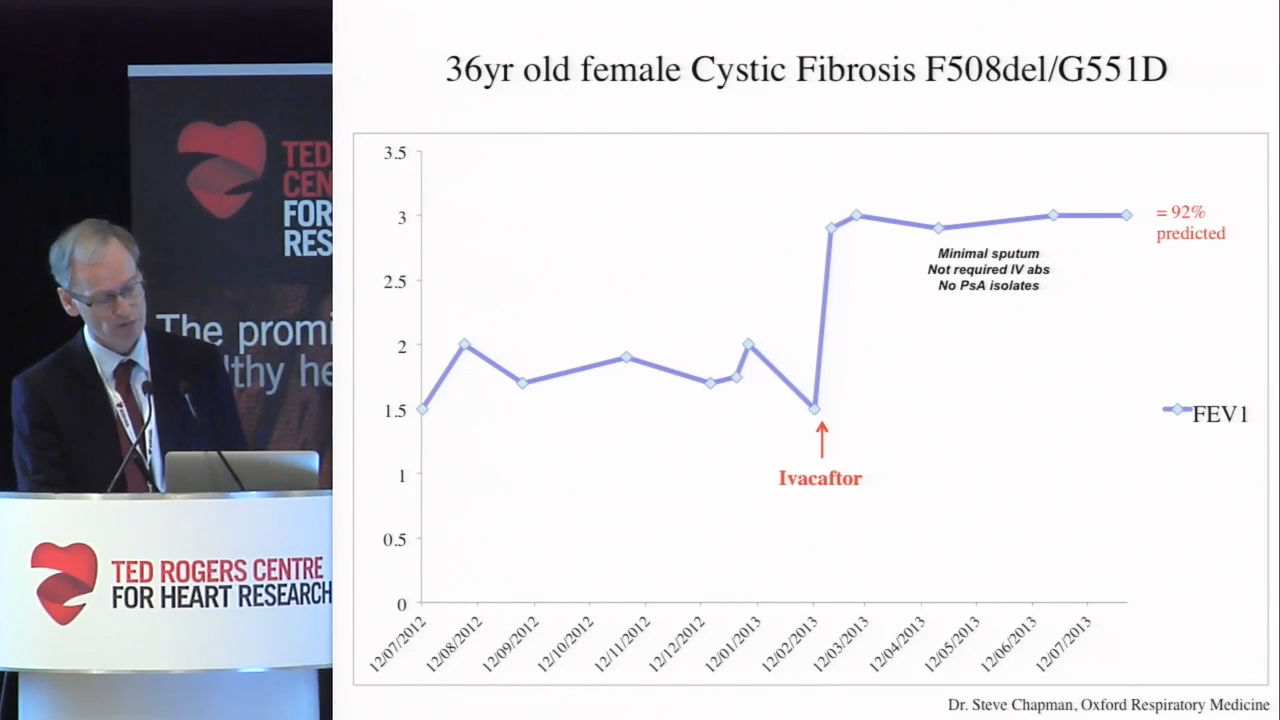 36yr old female Cystic Fibrosis F508del/G551D
3.5
3
2.5
2
1.5
1
0.5
0
= 92%
predicted
Minimal sputum
Not required IV abs
No PsA isolates
FEV1
Ivacaftor
12/07/2012
12/08/2012
12/09/2012
12/10/2012
12/11/2012
12/12/2012
12/01/2013
12/02/2013
12/03/2013
12/04/2013
12/05/2013
12/06/2013
12/07/2013
Dr. Steve Chapman, Oxford Respiratory Medicine
TED
CEN
FOR
RES
The promi
lthy he
TED ROGERS CENTRE
FOR HEART RESEARCH